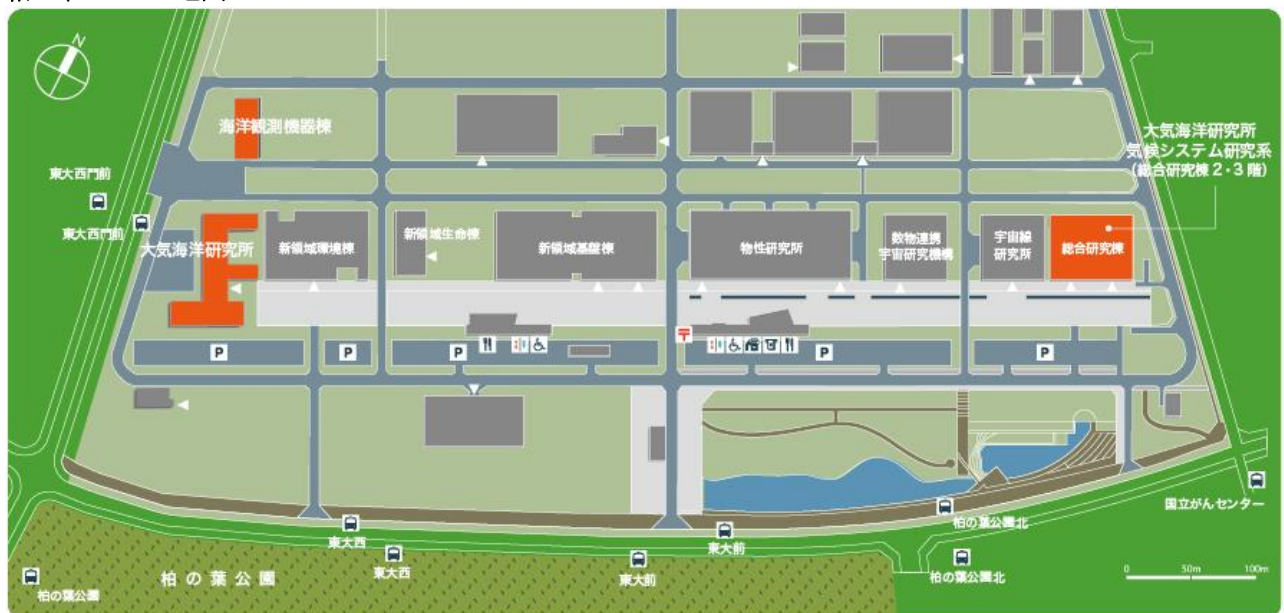 N
海洋観測機器棟
大気海洋研究所
気候システム研究系
(総合研究棟2・3階)
東大西門前
東大西門前
大気海洋研究所
新領域環境棟
新領域生命棟
新領域基盤棟
物性研究所
数物連携
宇宙研究機構
宇宙線
研究所
総合研究棟
〒
P
P
P
P
P
国立がんセンター
柏の葉公園北
東大西
東大前
東大西
東大前
柏の葉公園北
柏の葉公園
柏の葉公園
0 50m 100m